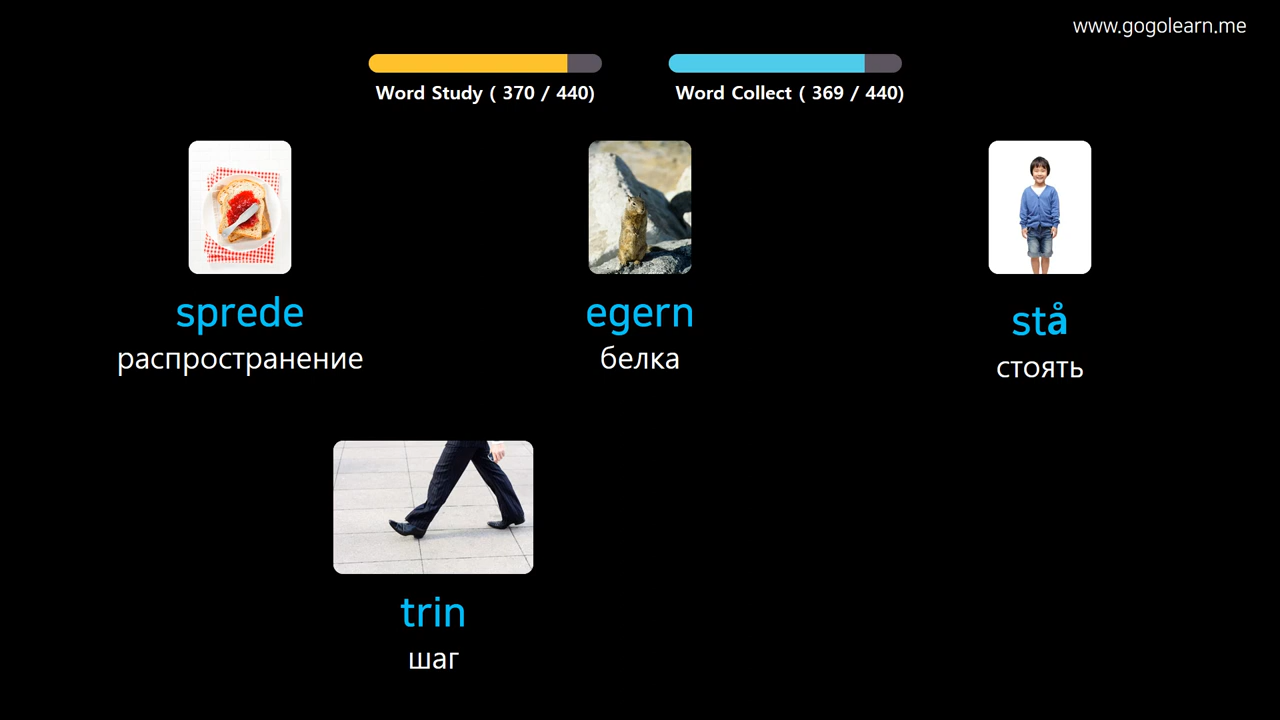 www.gogolearn.me
Word Study ( 370 / 440)
Word Collect ( 369 / 440)
sprede
распространение
egern
белка
stå
стоять
trin
шаг